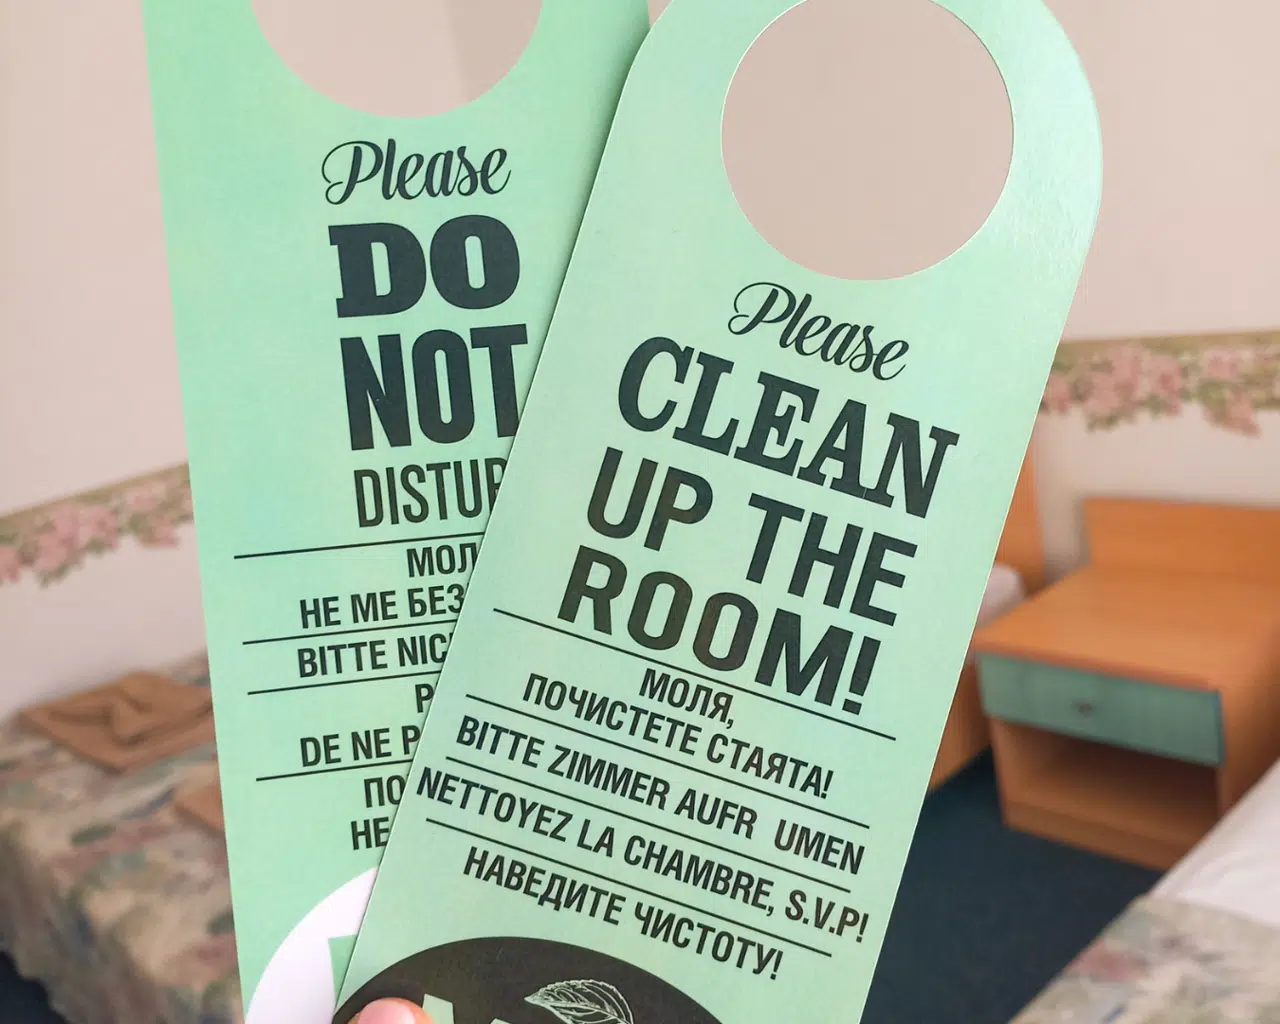 Please
DO
NOT
DISTUR
МОЛ
НЕ МЕ БЕЗ
BITTE NIC
DE NE P
ПО
НЕ
Please
CLEAN
UP THE
ROOM!
МОЛЯ,
ПОЧИСТЕТЕ СТАЯТА!
BITTE ZIMMER AUFR UMEN
NETTOYEZ LA CHAMBRE, S.V.P!
НАВЕДИТЕ ЧИСТОТУ!